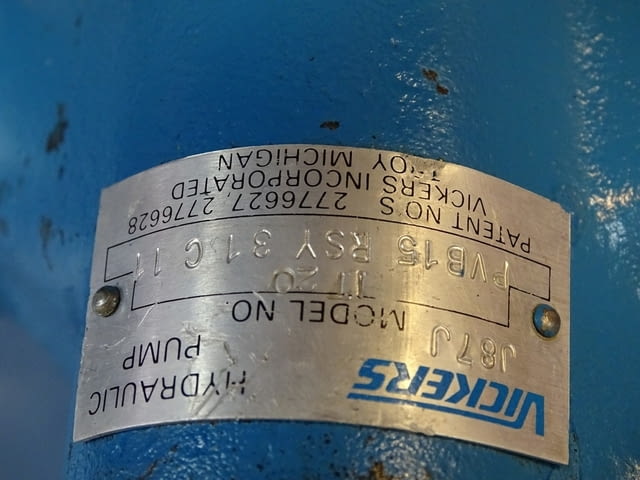 VICKERS HYDRAULIC
J87J PUMP
MODEL NO.
JJ 20
PVB15 RSY 31 C 11
PATENT NO.S 2776627, 2776628
VICKERS INCORPORATED
TROY MICHIGAN